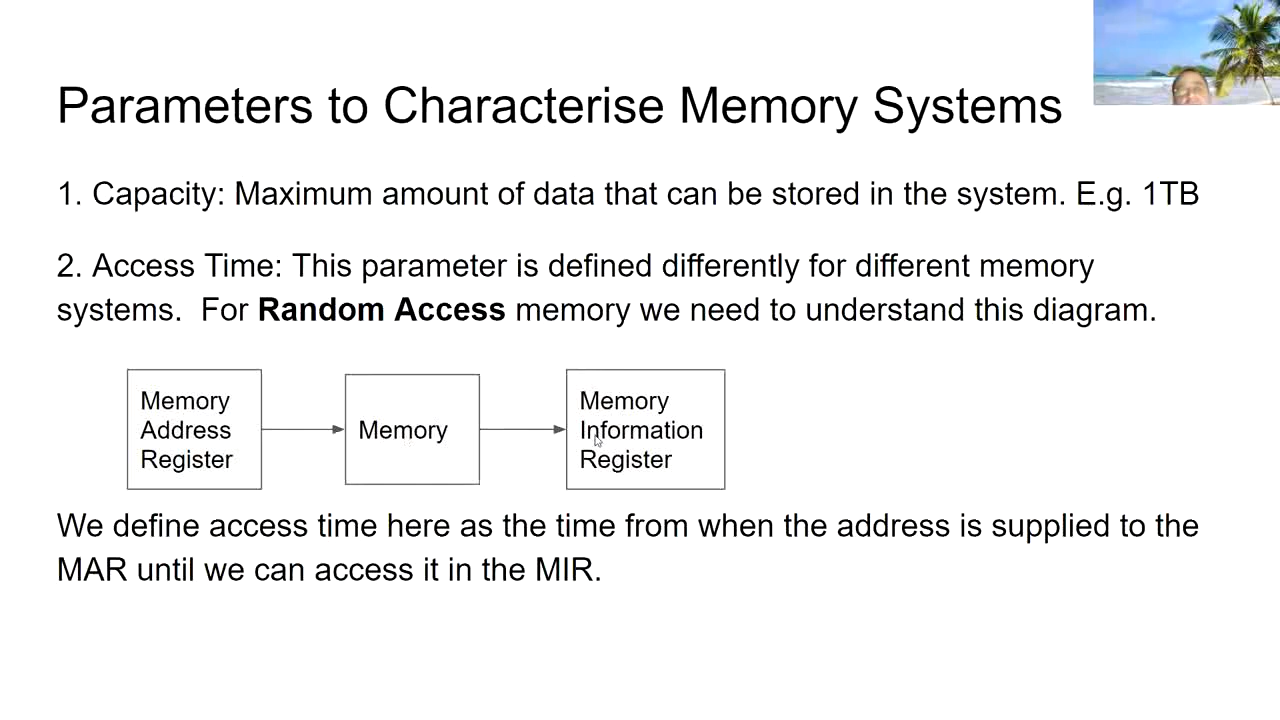 Parameters to Characterise Memory Systems
1. Capacity: Maximum amount of data that can be stored in the system. E.g. 1TB
2. Access Time: This parameter is defined differently for different memory
systems.  For Random Access memory we need to understand this diagram.
Memory
Address
Register
Memory
Memory
Information
Register
We define access time here as the time from when the address is supplied to the
MAR until we can access it in the MIR.